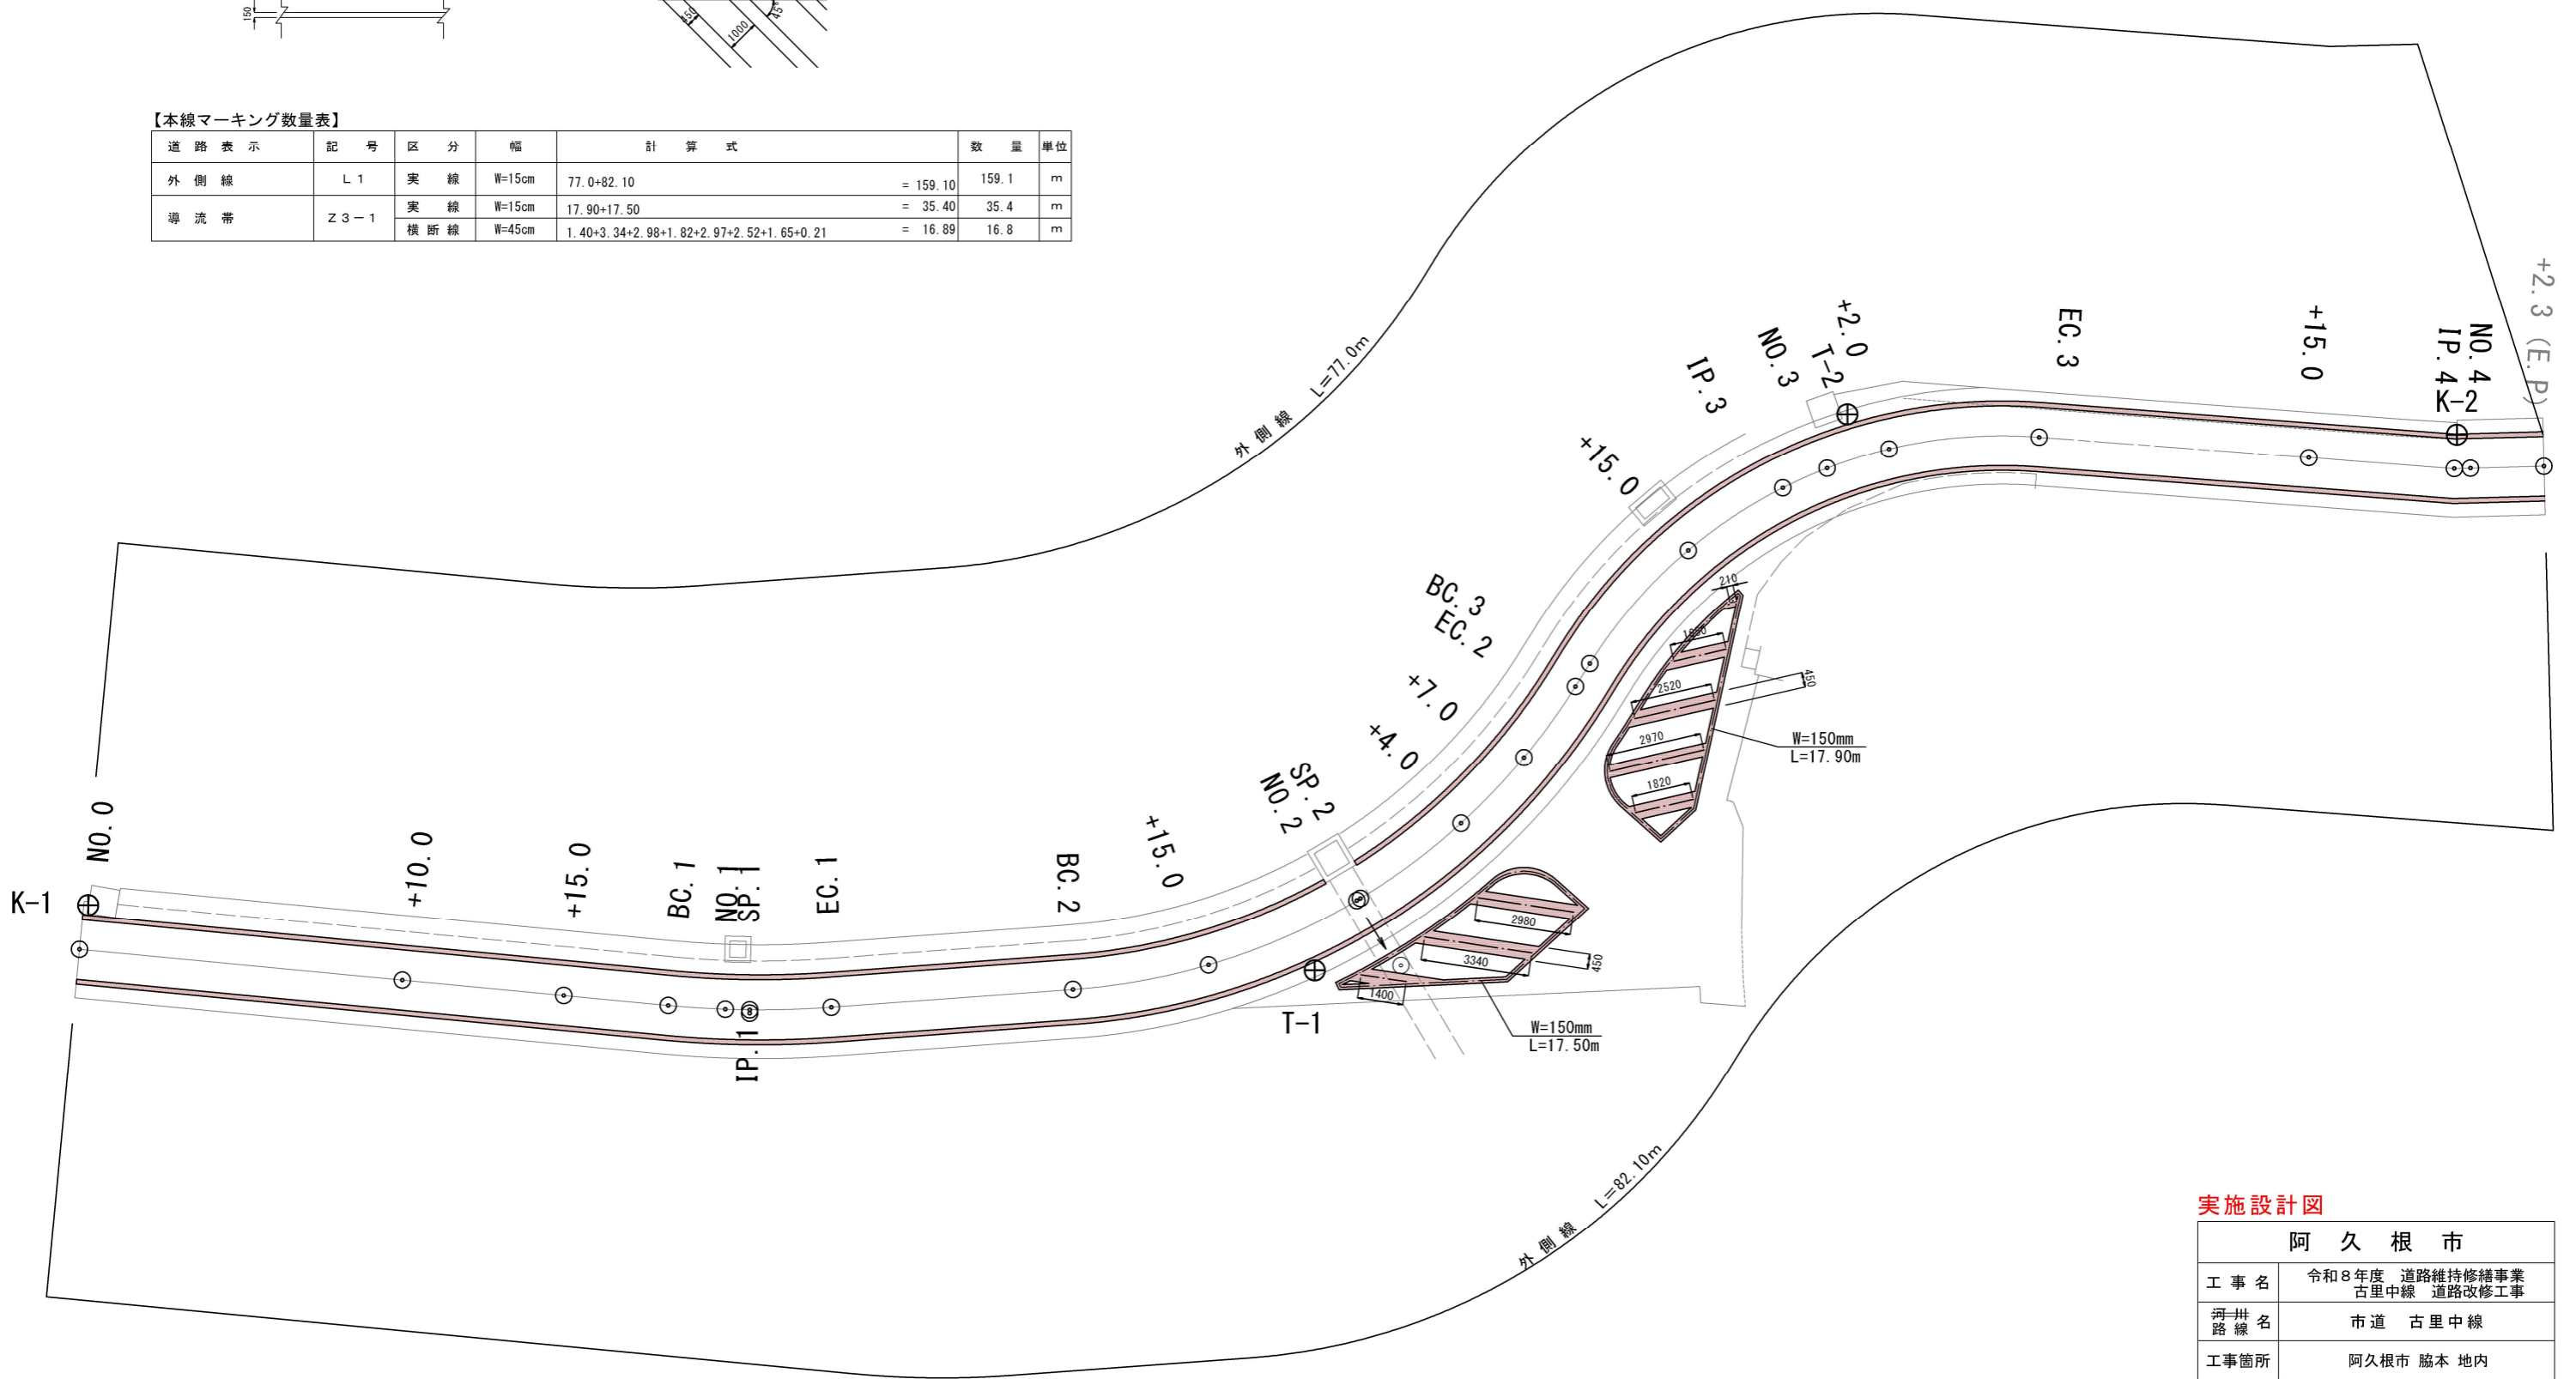 150
450
1000
45°
【本線マーキング数量表】
道路表示 記号 区分 幅 計算式 数量 単位
外側線 L1 実線 W=15cm 77.0+82.10 = 159.10 159.1 m
導流帯 Z3-1 実線 W=15cm 17.90+17.50 = 35.40 35.4 m
横断線 W=45cm 1.40+3.34+2.98+1.82+2.97+2.52+1.65+0.21 = 16.89 16.8 m
外側線 L=77.0m
+2.3 (E.P)
NO.4
IP.4
K-2
+15.0
EC.3
+2.0
T-2
NO.3
IP.3
+15.0
BC.3
EC.2
+7.0
+4.0
SP.2
NO.2
+15.0
BC.2
EC.1
NO.1
SP.1
IP.1
BC.1
+15.0
+10.0
NO.0
K-1
T-1
210
1650
2520
450
2970
1820
W=150mm
L=17.90m
2980
3340
450
1400
W=150mm
L=17.50m
外側線 L=82.10m
実施設計図
阿久根市
工事名 令和8年度 道路維持修繕事業
古里中線 道路改修工事
河川
路線名 市道 古里中線
工事箇所 阿久根市 脇本 地内